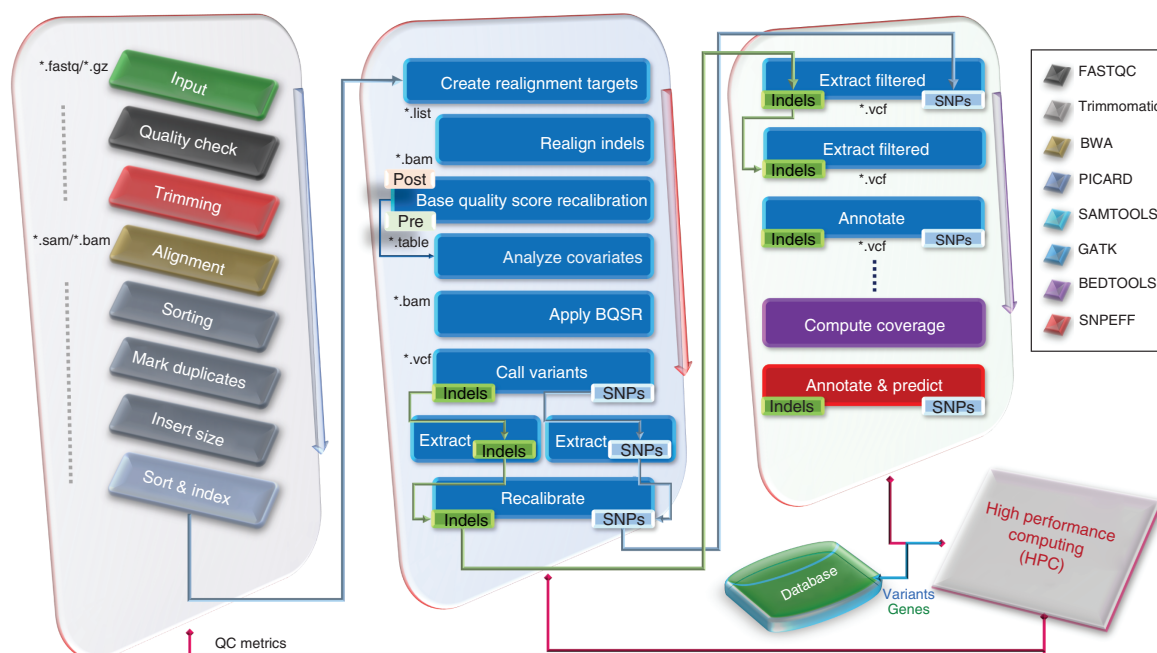 *.fastq/*.gz
Input
Quality check
Trimming
*.sam/*.bam
Alignment
Sorting
Mark duplicates
Insert size
Sort & index
QC metrics
Create realignment targets
*.list
Realign indels
*.bam
Post
Base quality score recalibration
Pre
*.table
Analyze covariates
*.bam
Apply BQSR
*.vcf
Call variants
Indels
SNPs
Extract
Indels
Extract
SNPs
Recalibrate
Indels
SNPs
Extract filtered
Indels
SNPs
*.vcf
Extract filtered
Indels
*.vcf
Annotate
Indels
SNPs
*.vcf
Compute coverage
Annotate & predict
Indels
SNPs
FASTQC
Trimmomatic
BWA
PICARD
SAMTOOLS
GATK
BEDTOOLS
SNPEFF
High performance
computing
(HPC)
Database
Variants
Genes